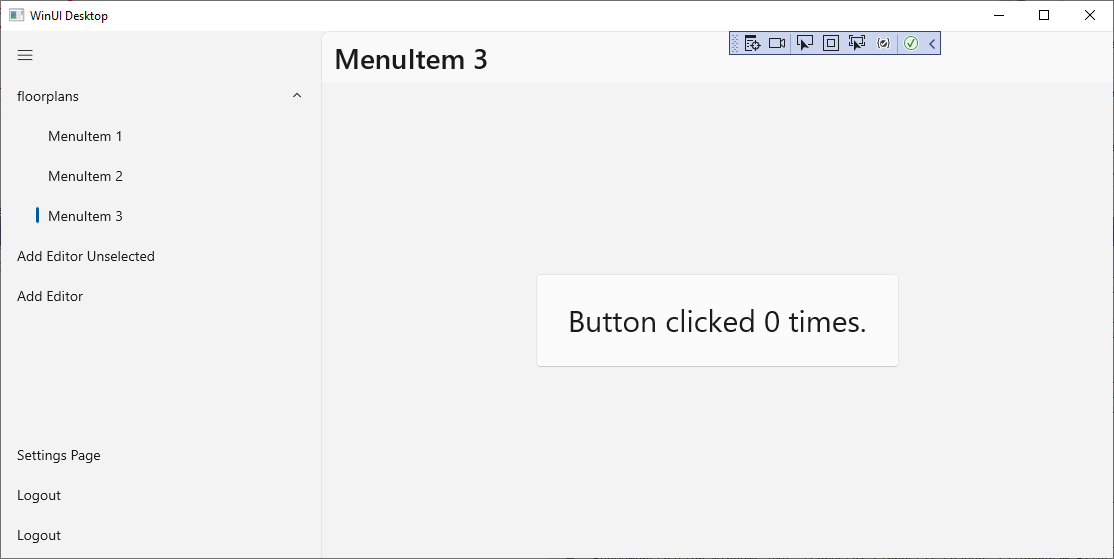 WinUI Desktop
MenuItem 3
floorplans
MenuItem 1
MenuItem 2
MenuItem 3
Add Editor Unselected
Add Editor
Button clicked 0 times.
Settings Page
Logout
Logout